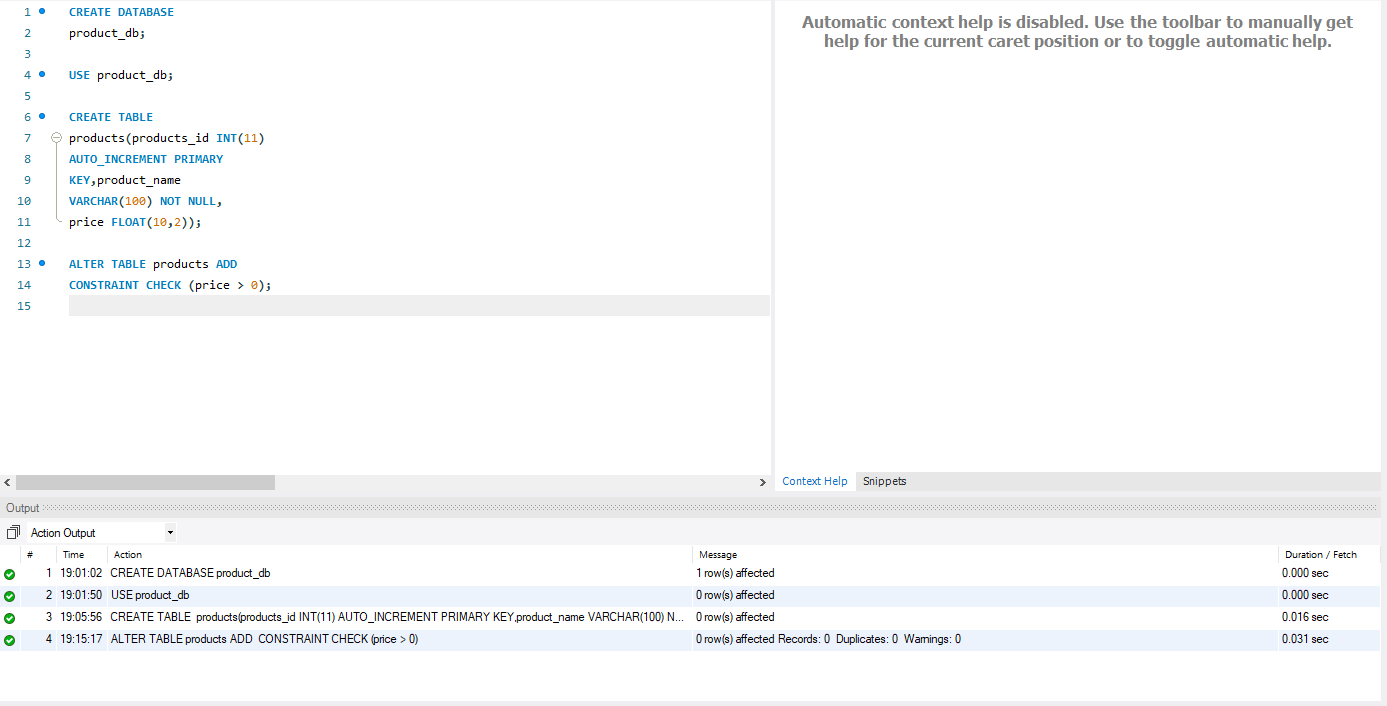 1 CREATE DATABASE
2 product_db;
3
4 USE product_db;
5
6 CREATE TABLE
7 products(products_id INT(11)
8 AUTO_INCREMENT PRIMARY
9 KEY,product_name
10 VARCHAR(100) NOT NULL,
11 price FLOAT(10,2));
12
13 ALTER TABLE products ADD
14 CONSTRAINT CHECK (price > 0);
15
Automatic context help is disabled. Use the toolbar to manually get
help for the current caret position or to toggle automatic help.
Context Help Snippets
Output
Action Output
# Time Action Message Duration / Fetch
1 19:01:02 CREATE DATABASE product_db 1 row(s) affected 0.000 sec
2 19:01:50 USE product_db 0 row(s) affected 0.000 sec
3 19:05:56 CREATE TABLE products(products_id INT(11) AUTO_INCREMENT PRIMARY KEY,product_name VARCHAR(100) N... 0 row(s) affected 0.016 sec
4 19:15:17 ALTER TABLE products ADD CONSTRAINT CHECK (price > 0) 0 row(s) affected Records: 0 Duplicates: 0 Warnings: 0 0.031 sec